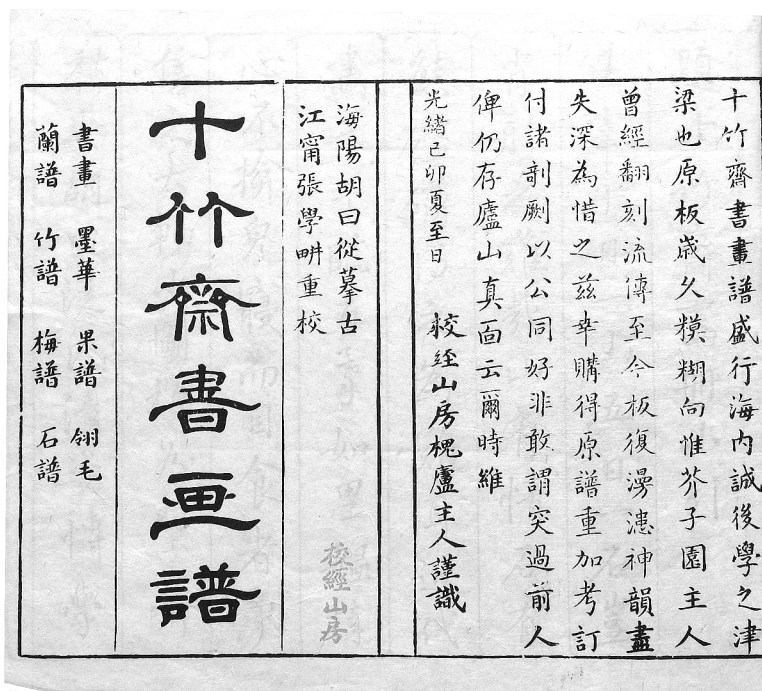 十竹齋書畫譜盛行海內誠後學之津
梁也原板歲久糢糊向惟芥子園主人
曾經翻刻流傳至今板復漫漶神韻盡
失深為惜之茲幸購得原譜重加考訂
付諸剞劂以公同好非敢謂突過前人
俾仍存廬山真面云爾時維
光緒己卯夏至日 校經山房槐廬主人謹識
海陽胡曰從摹古
江甯張學畊重校
校經山房
十竹齋書画譜
書畫 墨華 果譜 翎毛
蘭譜 竹譜 梅譜 石譜